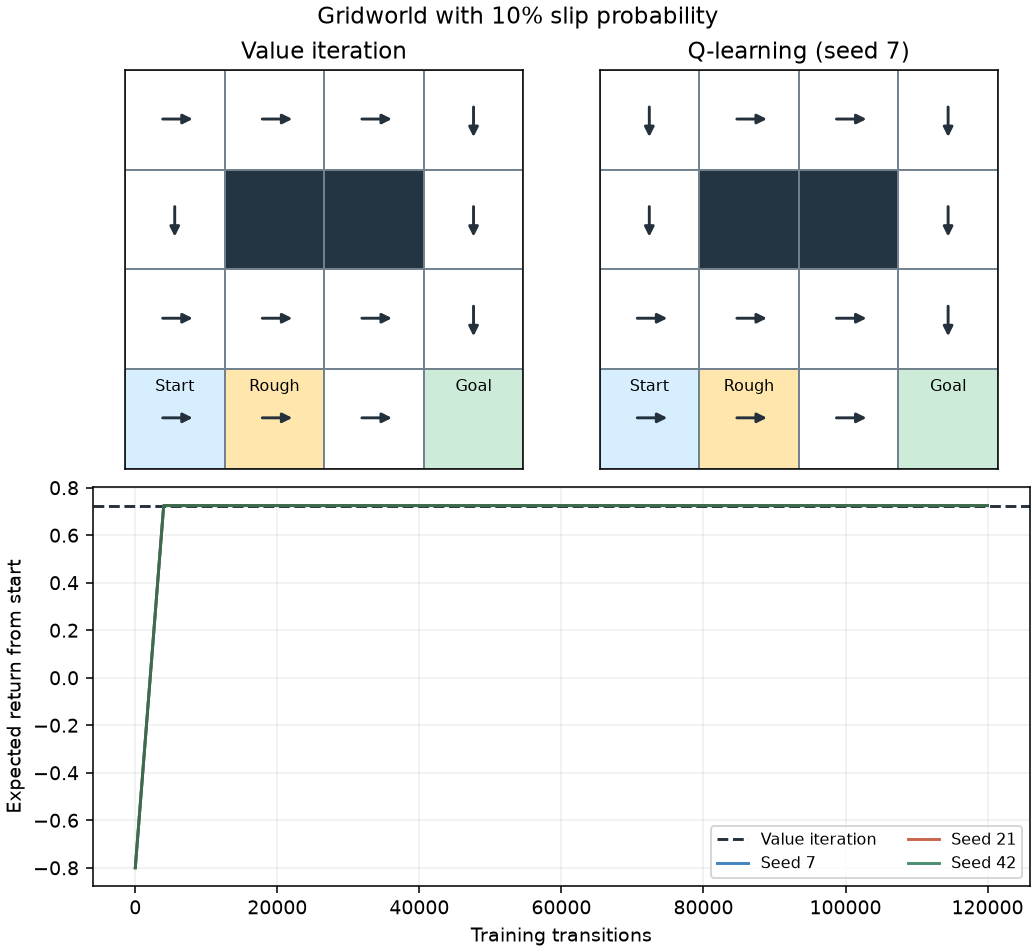 Gridworld with 10% slip probability
Value iteration
Q-learning (seed 7)
Start
Rough
Goal
Start
Rough
Goal
0.8
0.6
0.4
0.2
0.0
−0.2
−0.4
−0.6
−0.8
Expected return from start
Value iteration
Seed 7
Seed 21
Seed 42
0
20000
40000
60000
80000
100000
120000
Training transitions